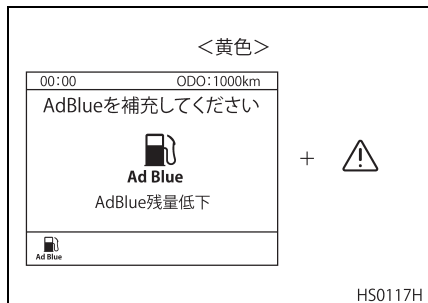 ＜黄色＞
00:00 ODO:1000km
AdBlueを補充してください
Ad Blue
AdBlue残量低下
+
Ad Blue
HS0117H